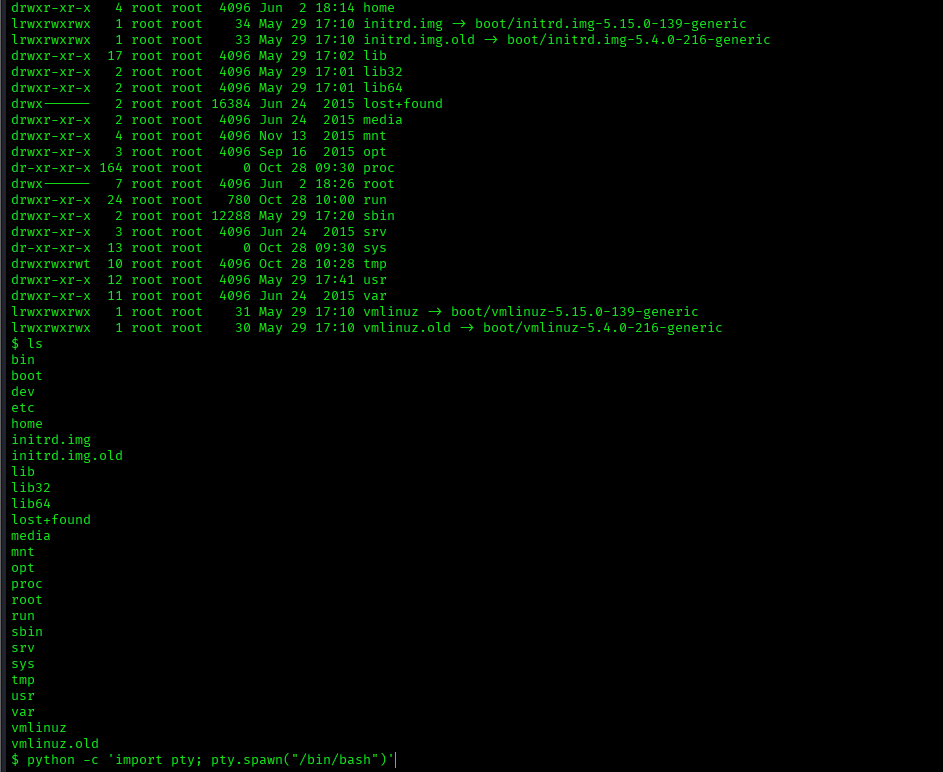 drwxr-xr-x   4 root root  4096 Jun  2 18:14 home
lrwxrwxrwx   1 root root    34 May 29 17:10 initrd.img → boot/initrd.img-5.15.0-139-generic
lrwxrwxrwx   1 root root    33 May 29 17:10 initrd.img.old → boot/initrd.img-5.4.0-216-generic
drwxr-xr-x  17 root root  4096 May 29 17:02 lib
drwxr-xr-x   2 root root  4096 May 29 17:01 lib32
drwxr-xr-x   2 root root  4096 May 29 17:01 lib64
drwx------   2 root root 16384 Jun 24  2015 lost+found
drwxr-xr-x   2 root root  4096 Jun 24  2015 media
drwxr-xr-x   4 root root  4096 Nov 13  2015 mnt
drwxr-xr-x   3 root root  4096 Sep 16  2015 opt
dr-xr-xr-x 164 root root     0 Oct 28 09:30 proc
drwx------   7 root root  4096 Jun  2 18:26 root
drwxr-xr-x  24 root root   780 Oct 28 10:00 run
drwxr-xr-x   2 root root 12288 May 29 17:20 sbin
drwxr-xr-x   3 root root  4096 Jun 24  2015 srv
dr-xr-xr-x  13 root root     0 Oct 28 09:30 sys
drwxrwxrwt  10 root root  4096 Oct 28 10:28 tmp
drwxr-xr-x  12 root root  4096 May 29 17:41 usr
drwxr-xr-x  11 root root  4096 Jun 24  2015 var
lrwxrwxrwx   1 root root    31 May 29 17:10 vmlinuz → boot/vmlinuz-5.15.0-139-generic
lrwxrwxrwx   1 root root    30 May 29 17:10 vmlinuz.old → boot/vmlinuz-5.4.0-216-generic
$ ls
bin
boot
dev
etc
home
initrd.img
initrd.img.old
lib
lib32
lib64
lost+found
media
mnt
opt
proc
root
run
sbin
srv
sys
tmp
usr
var
vmlinuz
vmlinuz.old
$ python -c 'import pty; pty.spawn("/bin/bash")'